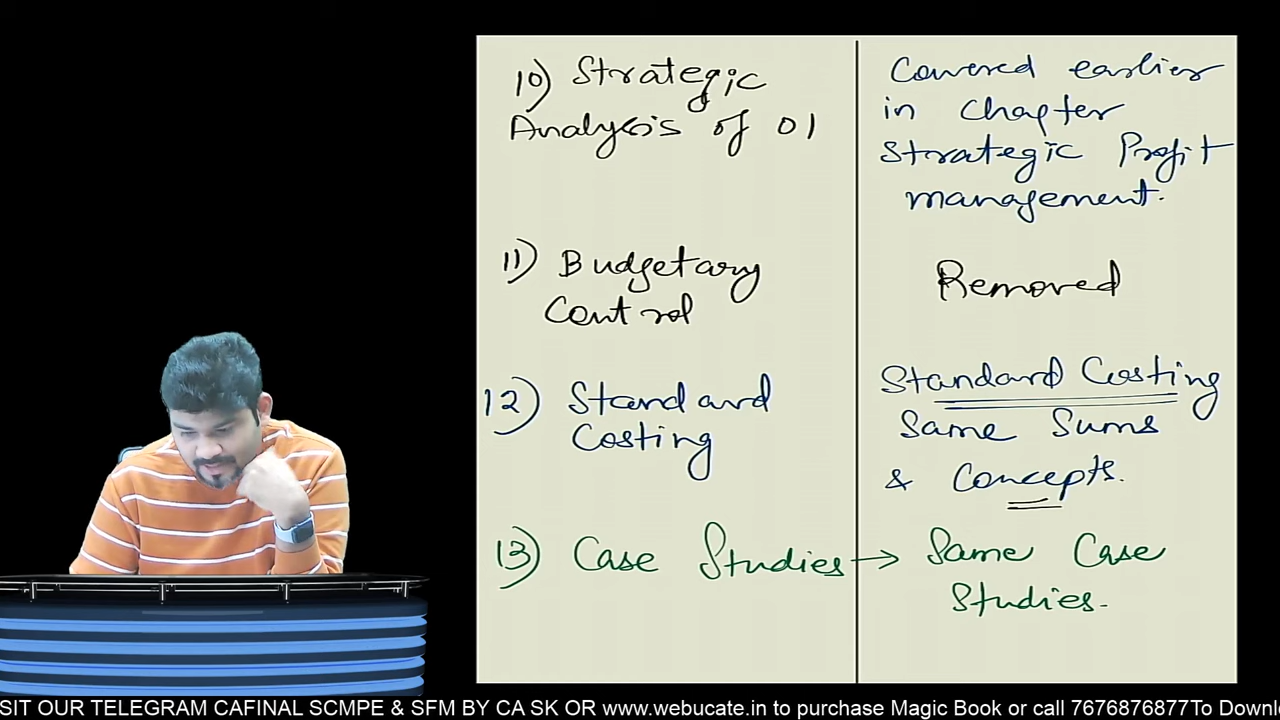 10) Strategic
Analysis of OI
Covered earlier
in Chapter
Strategic Profit
management.
11) Budgetary
Control
Removed
12) Standard
Costing
Standard Costing
Same Sums
& Concepts.
13) Case Studies → Same Case
Studies.
SIT OUR TELEGRAM CAFINAL SCMPE & SFM BY CA SK OR www.webucate.in to purchase Magic Book or call 7676876877To Downl